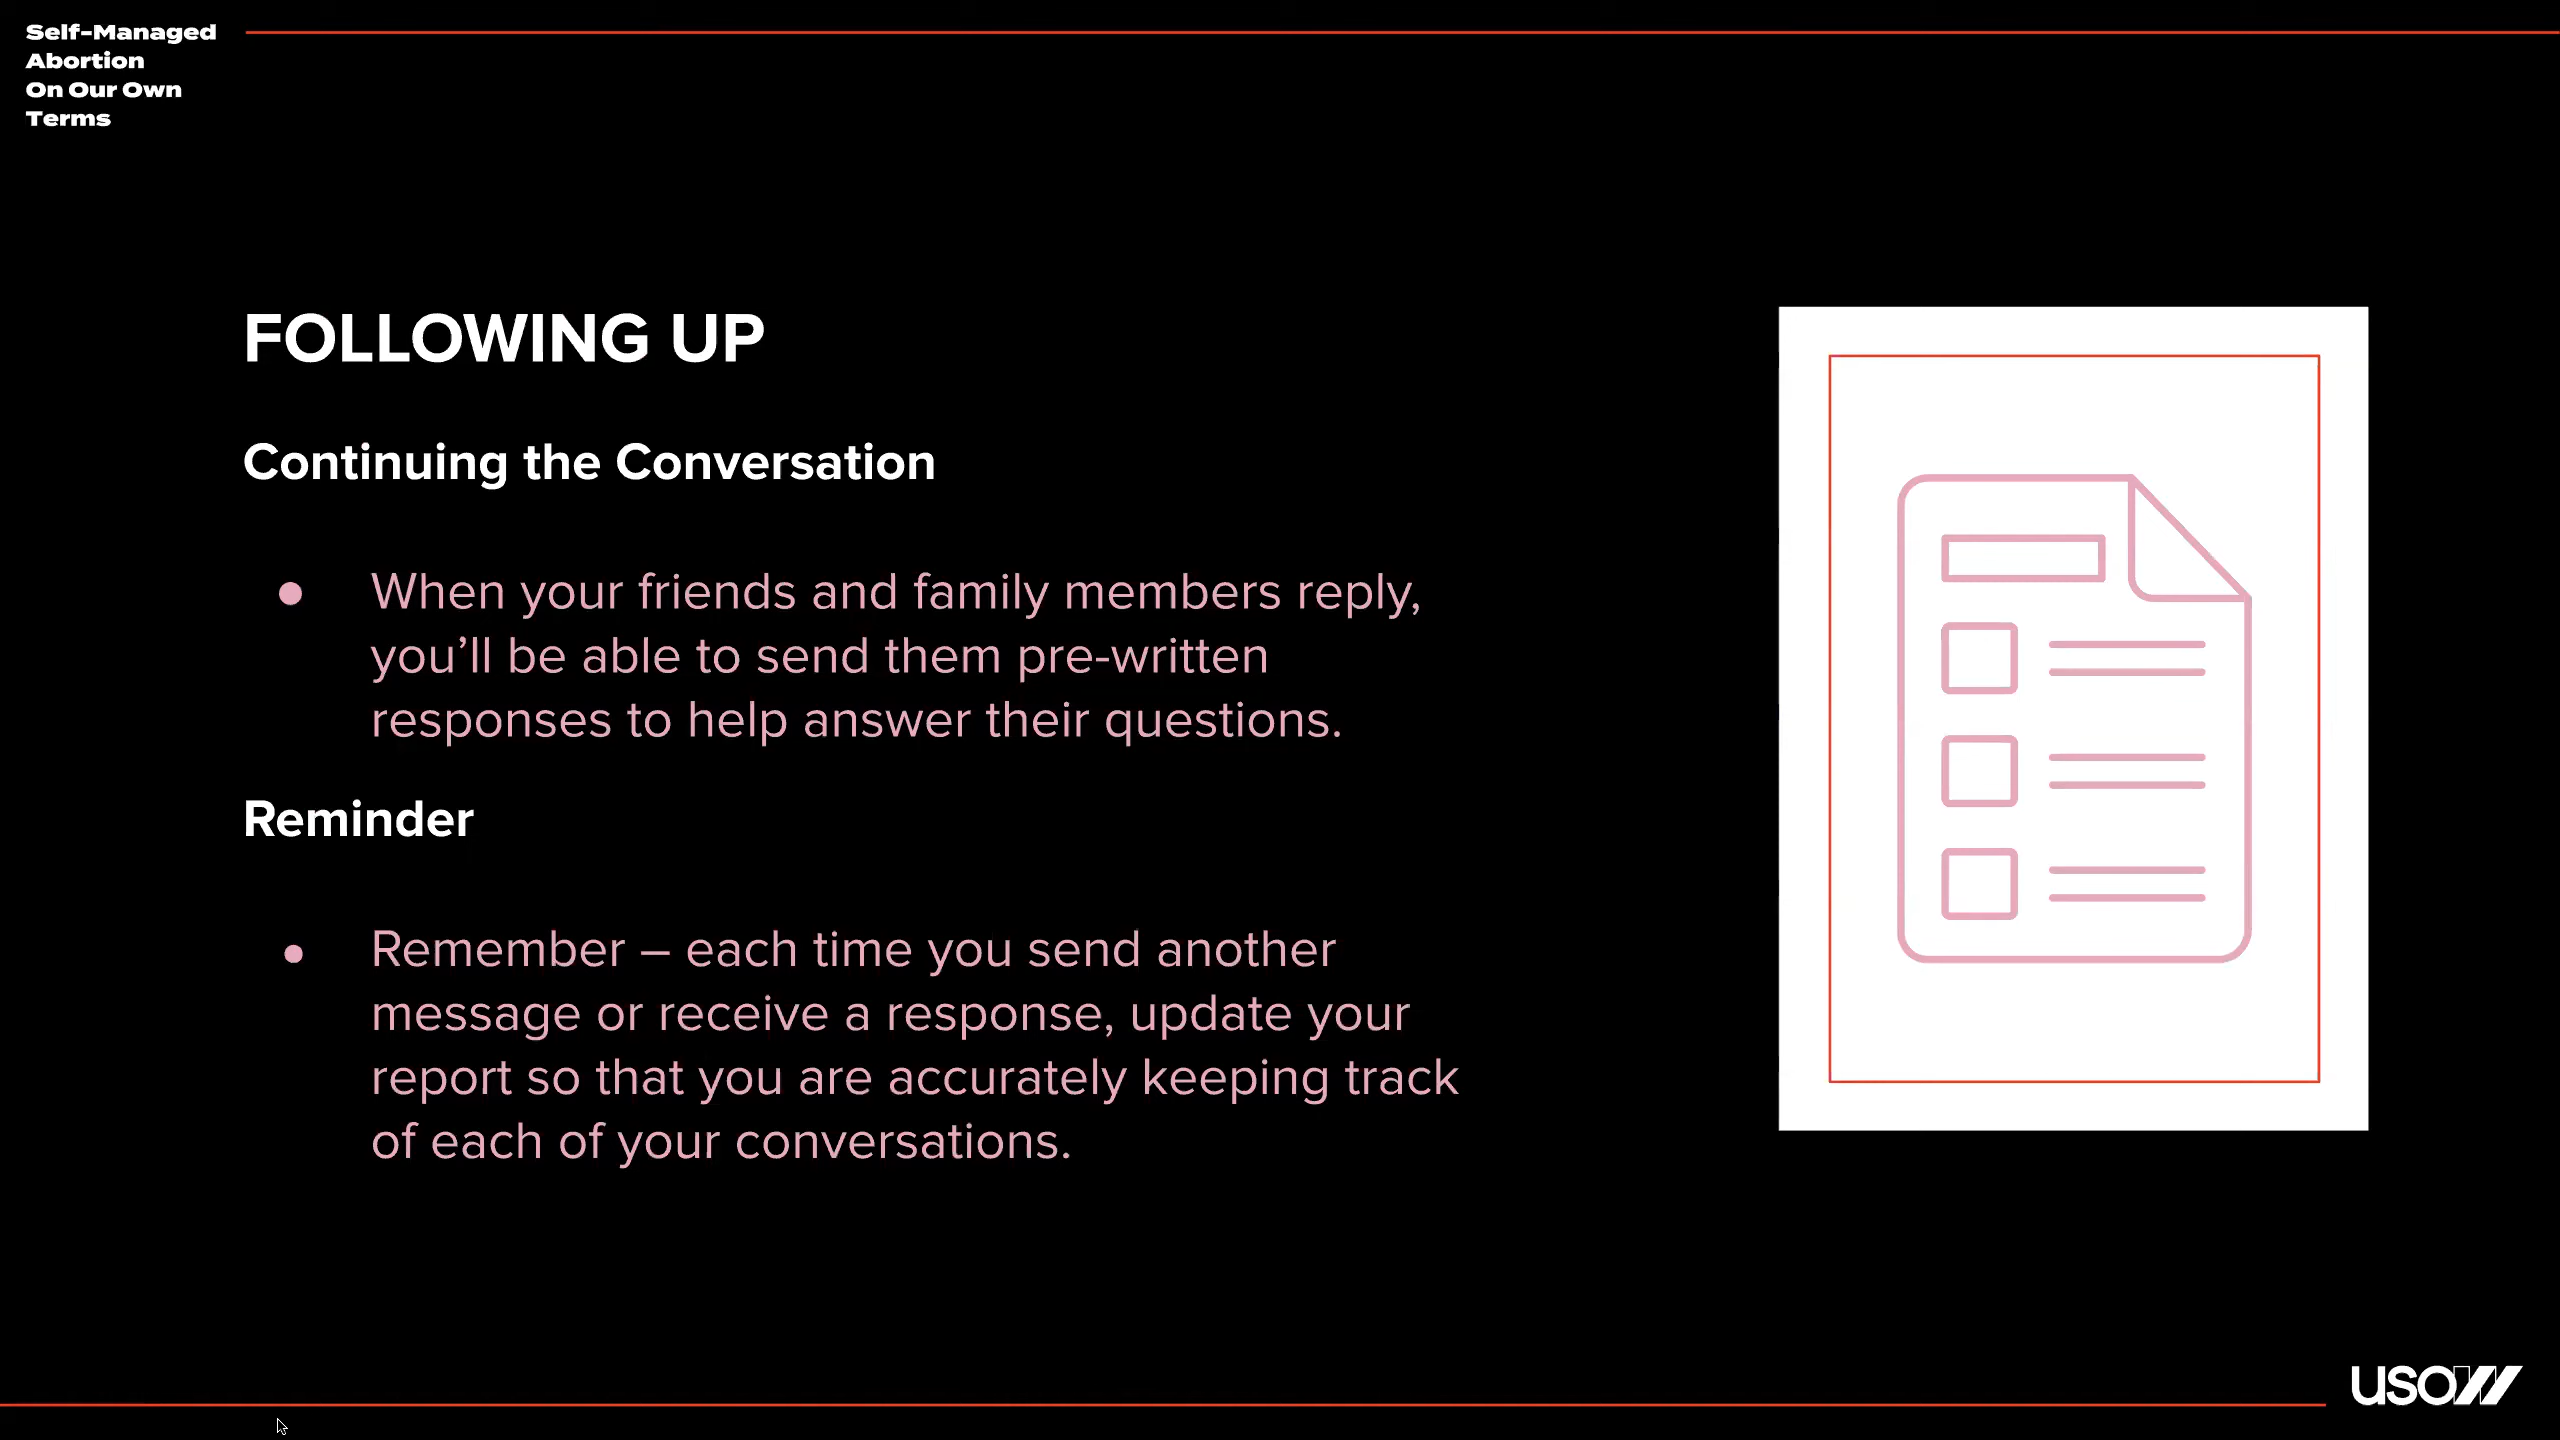 Self-Managed
Abortion
On Our Own
Terms
FOLLOWING UP
Continuing the Conversation
● When your friends and family members reply,
you’ll be able to send them pre-written
responses to help answer their questions.
Reminder
● Remember – each time you send another
message or receive a response, update your
report so that you are accurately keeping track
of each of your conversations.
USOW